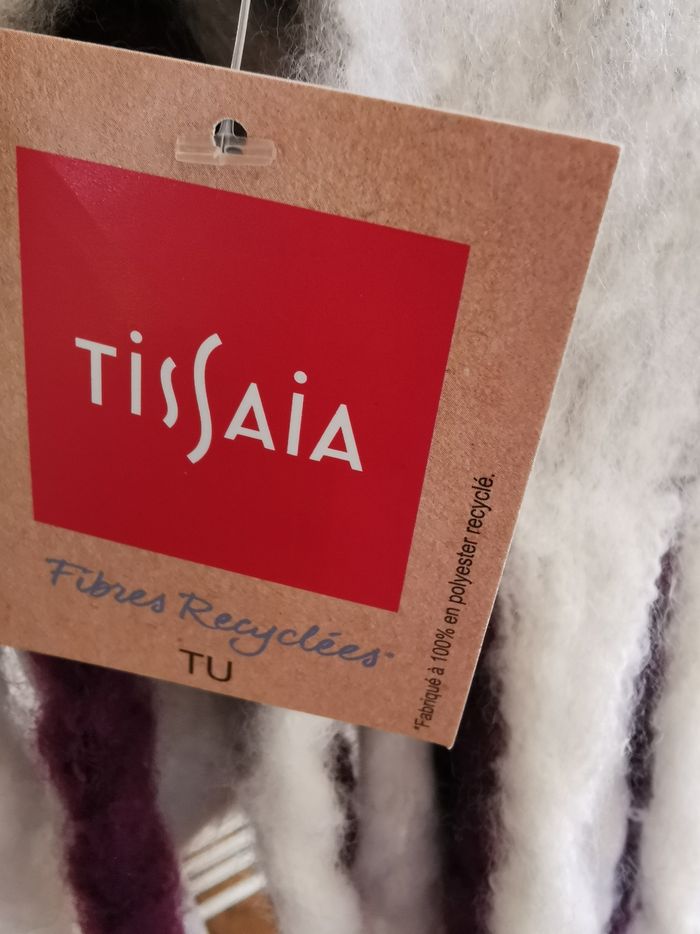 TiSSAiA
Fibres Recyclées*
TU
*Fabriqué à 100% en polyester recyclé.